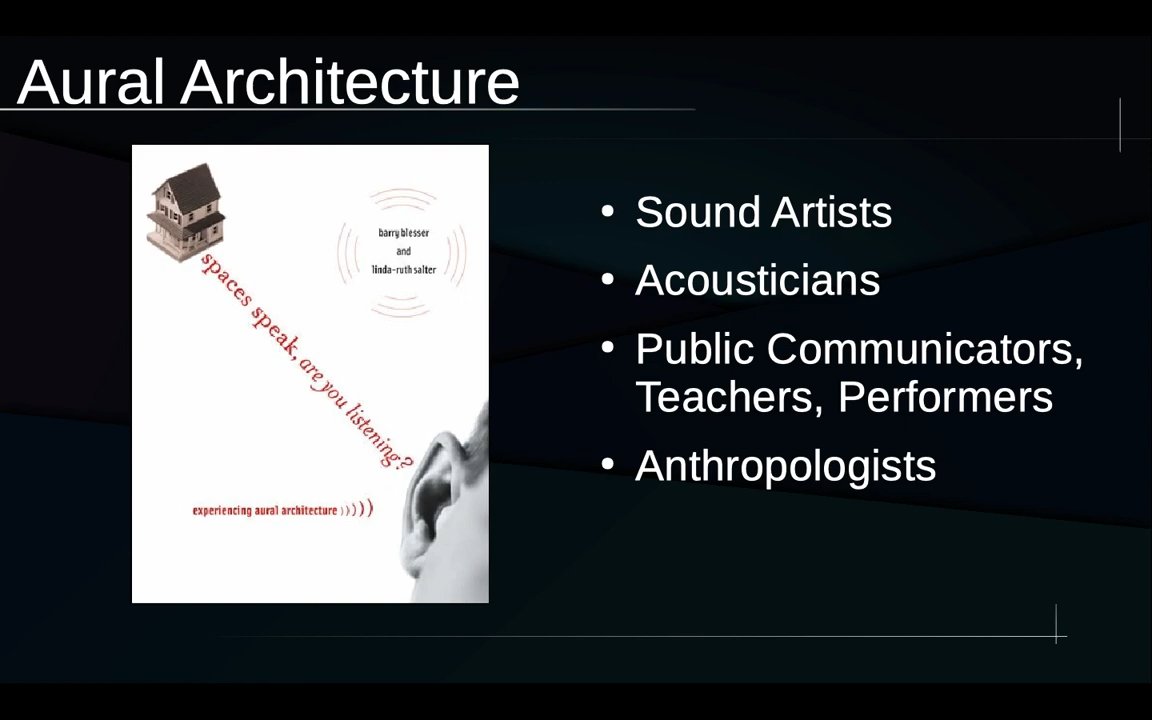 Aural Architecture
barry blesser
and
linda-ruth salter
spaces speak, are you listening?
experiencing aural architecture )))))
• Sound Artists
• Acousticians
• Public Communicators,
Teachers, Performers
• Anthropologists